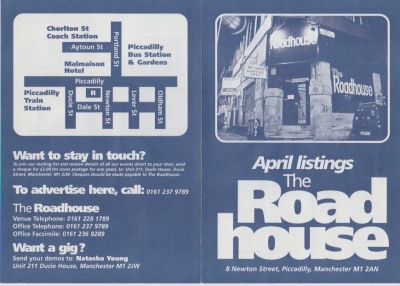 Chorlton St
Coach Station
Aytoun St
Portland St
Piccadilly
Bus Station
& Gardens
Malmaison
Hotel
Piccadilly
Piccadilly
Train
Station
Ducie St
R
Dale St
Newton St
Lever St
Oldham St
Want to stay in touch?
To join our mailing list and receive details of all our events direct to your door, send
a cheque for £3.00 (to cover postage for one year), to: Unit 211, Ducie House, Ducie
Street, Manchester M1 2JW. Cheques should be made payable to The Roadhouse.
To advertise here, call: 0161 237 9789
The Roadhouse
Venue Telephone: 0161 228 1789
Office Telephone: 0161 237 9789
Office Facsimile: 0161 236 9289
Want a gig?
Send your demos to: Natasha Young
Unit 211 Ducie House, Manchester M1 2JW
Roadhouse
Roadhouse
April listings
The
Road
house
8 Newton Street, Piccadilly, Manchester M1 2AN